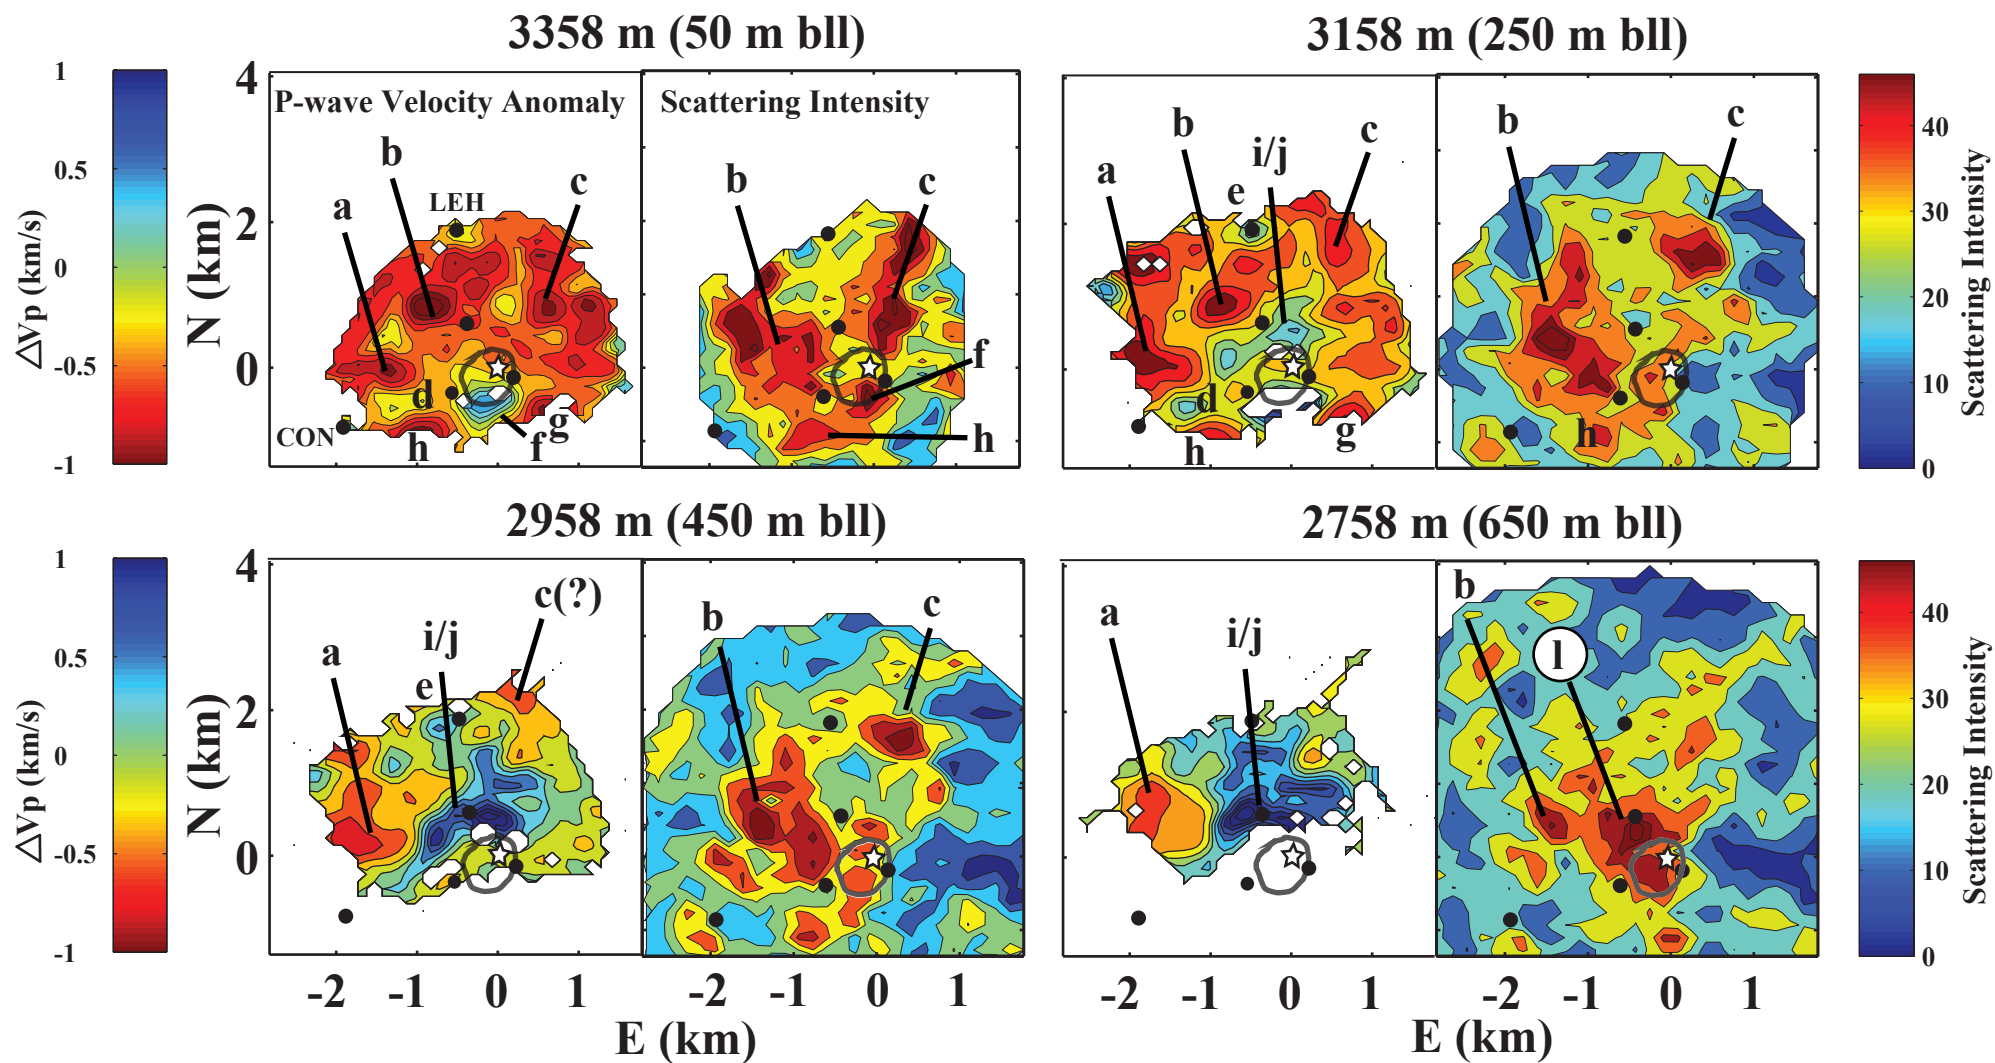 3358 m (50 m bll)
3158 m (250 m bll)
P-wave Velocity Anomaly
Scattering Intensity
1
0.5
0
-0.5
-1
ΔVp (km/s)
4
2
0
N (km)
a
b
LEH
c
d
CON
h
f
g
b
c
f
h
a
b
e
i/j
c
d
h
g
b
c
h
40
30
20
10
0
Scattering Intensity
2958 m (450 m bll)
2758 m (650 m bll)
1
0.5
0
-0.5
-1
ΔVp (km/s)
4
2
0
N (km)
a
e
i/j
c(?)
b
c
a
i/j
b
l
40
30
20
10
0
Scattering Intensity
-2 -1 0 1
-2 -1 0 1
-2 -1 0 1
-2 -1 0 1
E (km)
E (km)